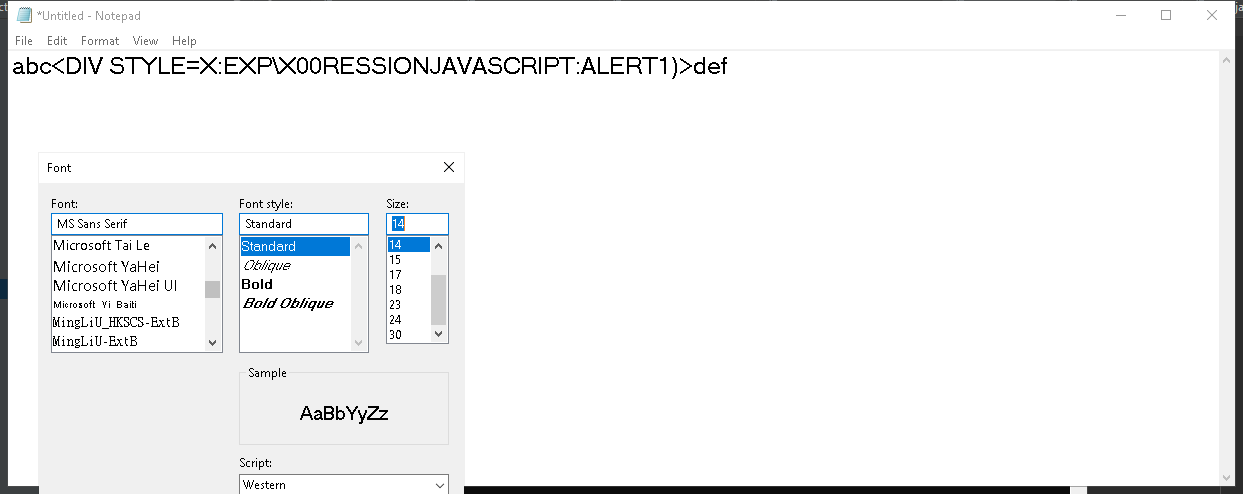 *Untitled - Notepad
File Edit Format View Help
abc<DIV STYLE=X:EXP\X00RESSIONJAVASCRIPT:ALERT1)>def
Font
Font: Font style: Size:
MS Sans Serif Standard 14
Microsoft Tai Le Standard 14
Microsoft YaHei Oblique 15
Microsoft YaHei UI Bold 17
Microsoft Yi Baiti Bold Oblique 18
MingLiU_HKSCS-ExtB 23
MingLiU-ExtB 24
30
Sample
AaBbYyZz
Script:
Western